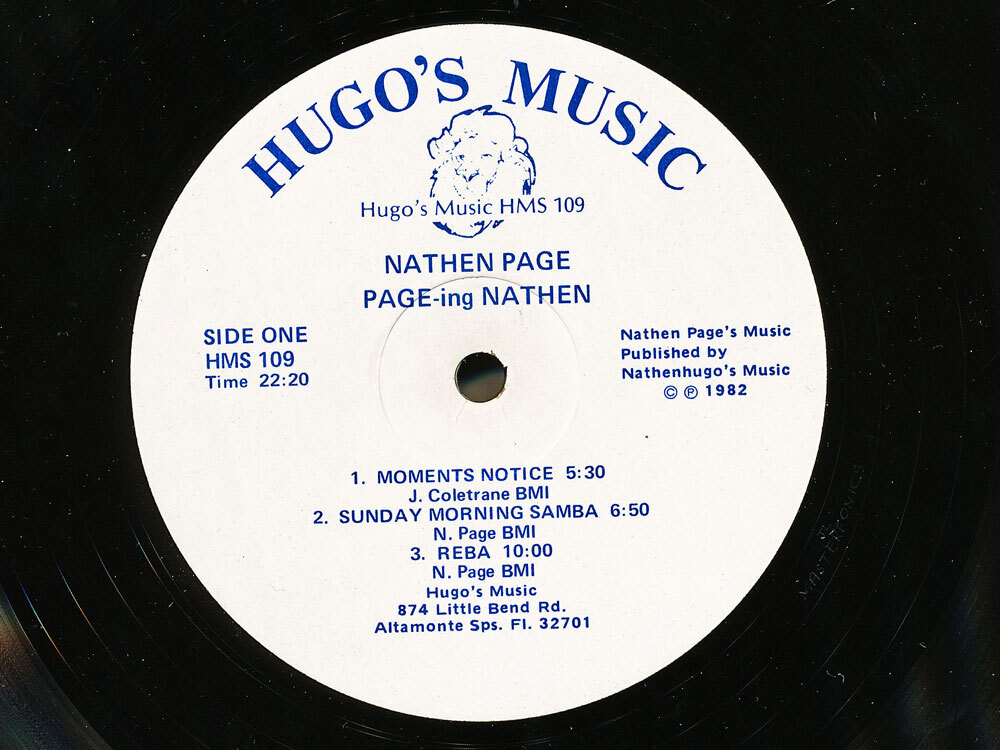 HUGO'S MUSIC
Hugo's Music HMS 109
NATHEN PAGE
PAGE-ing NATHEN
SIDE ONE
HMS 109
Time 22:20
Nathen Page's Music
Published by
Nathenhugo's Music
© ℗ 1982
1. MOMENTS NOTICE 5:30
J. Coletrane BMI
2. SUNDAY MORNING SAMBA 6:50
N. Page BMI
3. REBA 10:00
N. Page BMI
Hugo's Music
874 Little Bend Rd.
Altamonte Sps. Fl. 32701